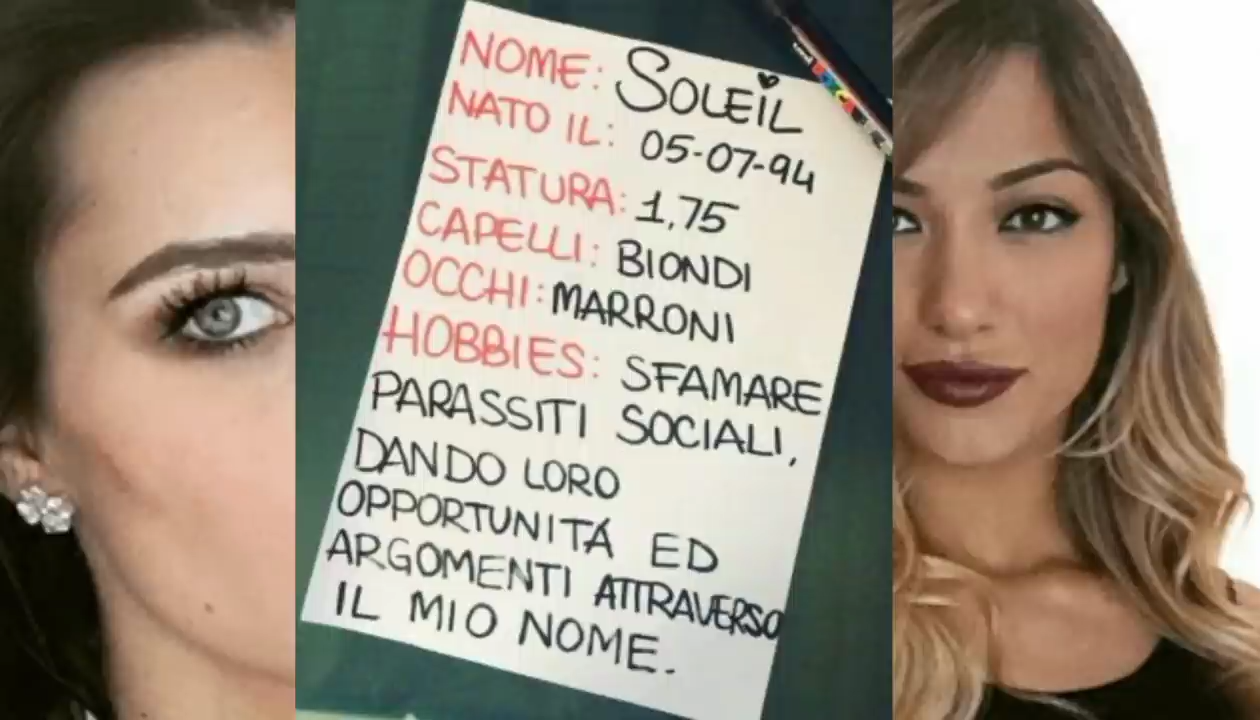 NOME: SOLEIL
NATO IL: 05-07-94
STATURA: 1,75
CAPELLI: BIONDI
OCCHI: MARRONI
HOBBIES: SFAMARE
PARASSITI SOCIALI,
DANDO LORO
OPPORTUNITÁ ED
ARGOMENTI ATTRAVERSO
IL MIO NOME.